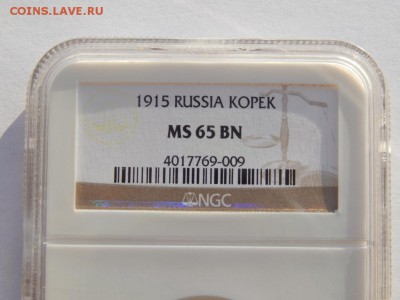 COINS.LAVE.RU
1915 RUSSIA KOPEK
MS 65 BN
4017769-009
NGC